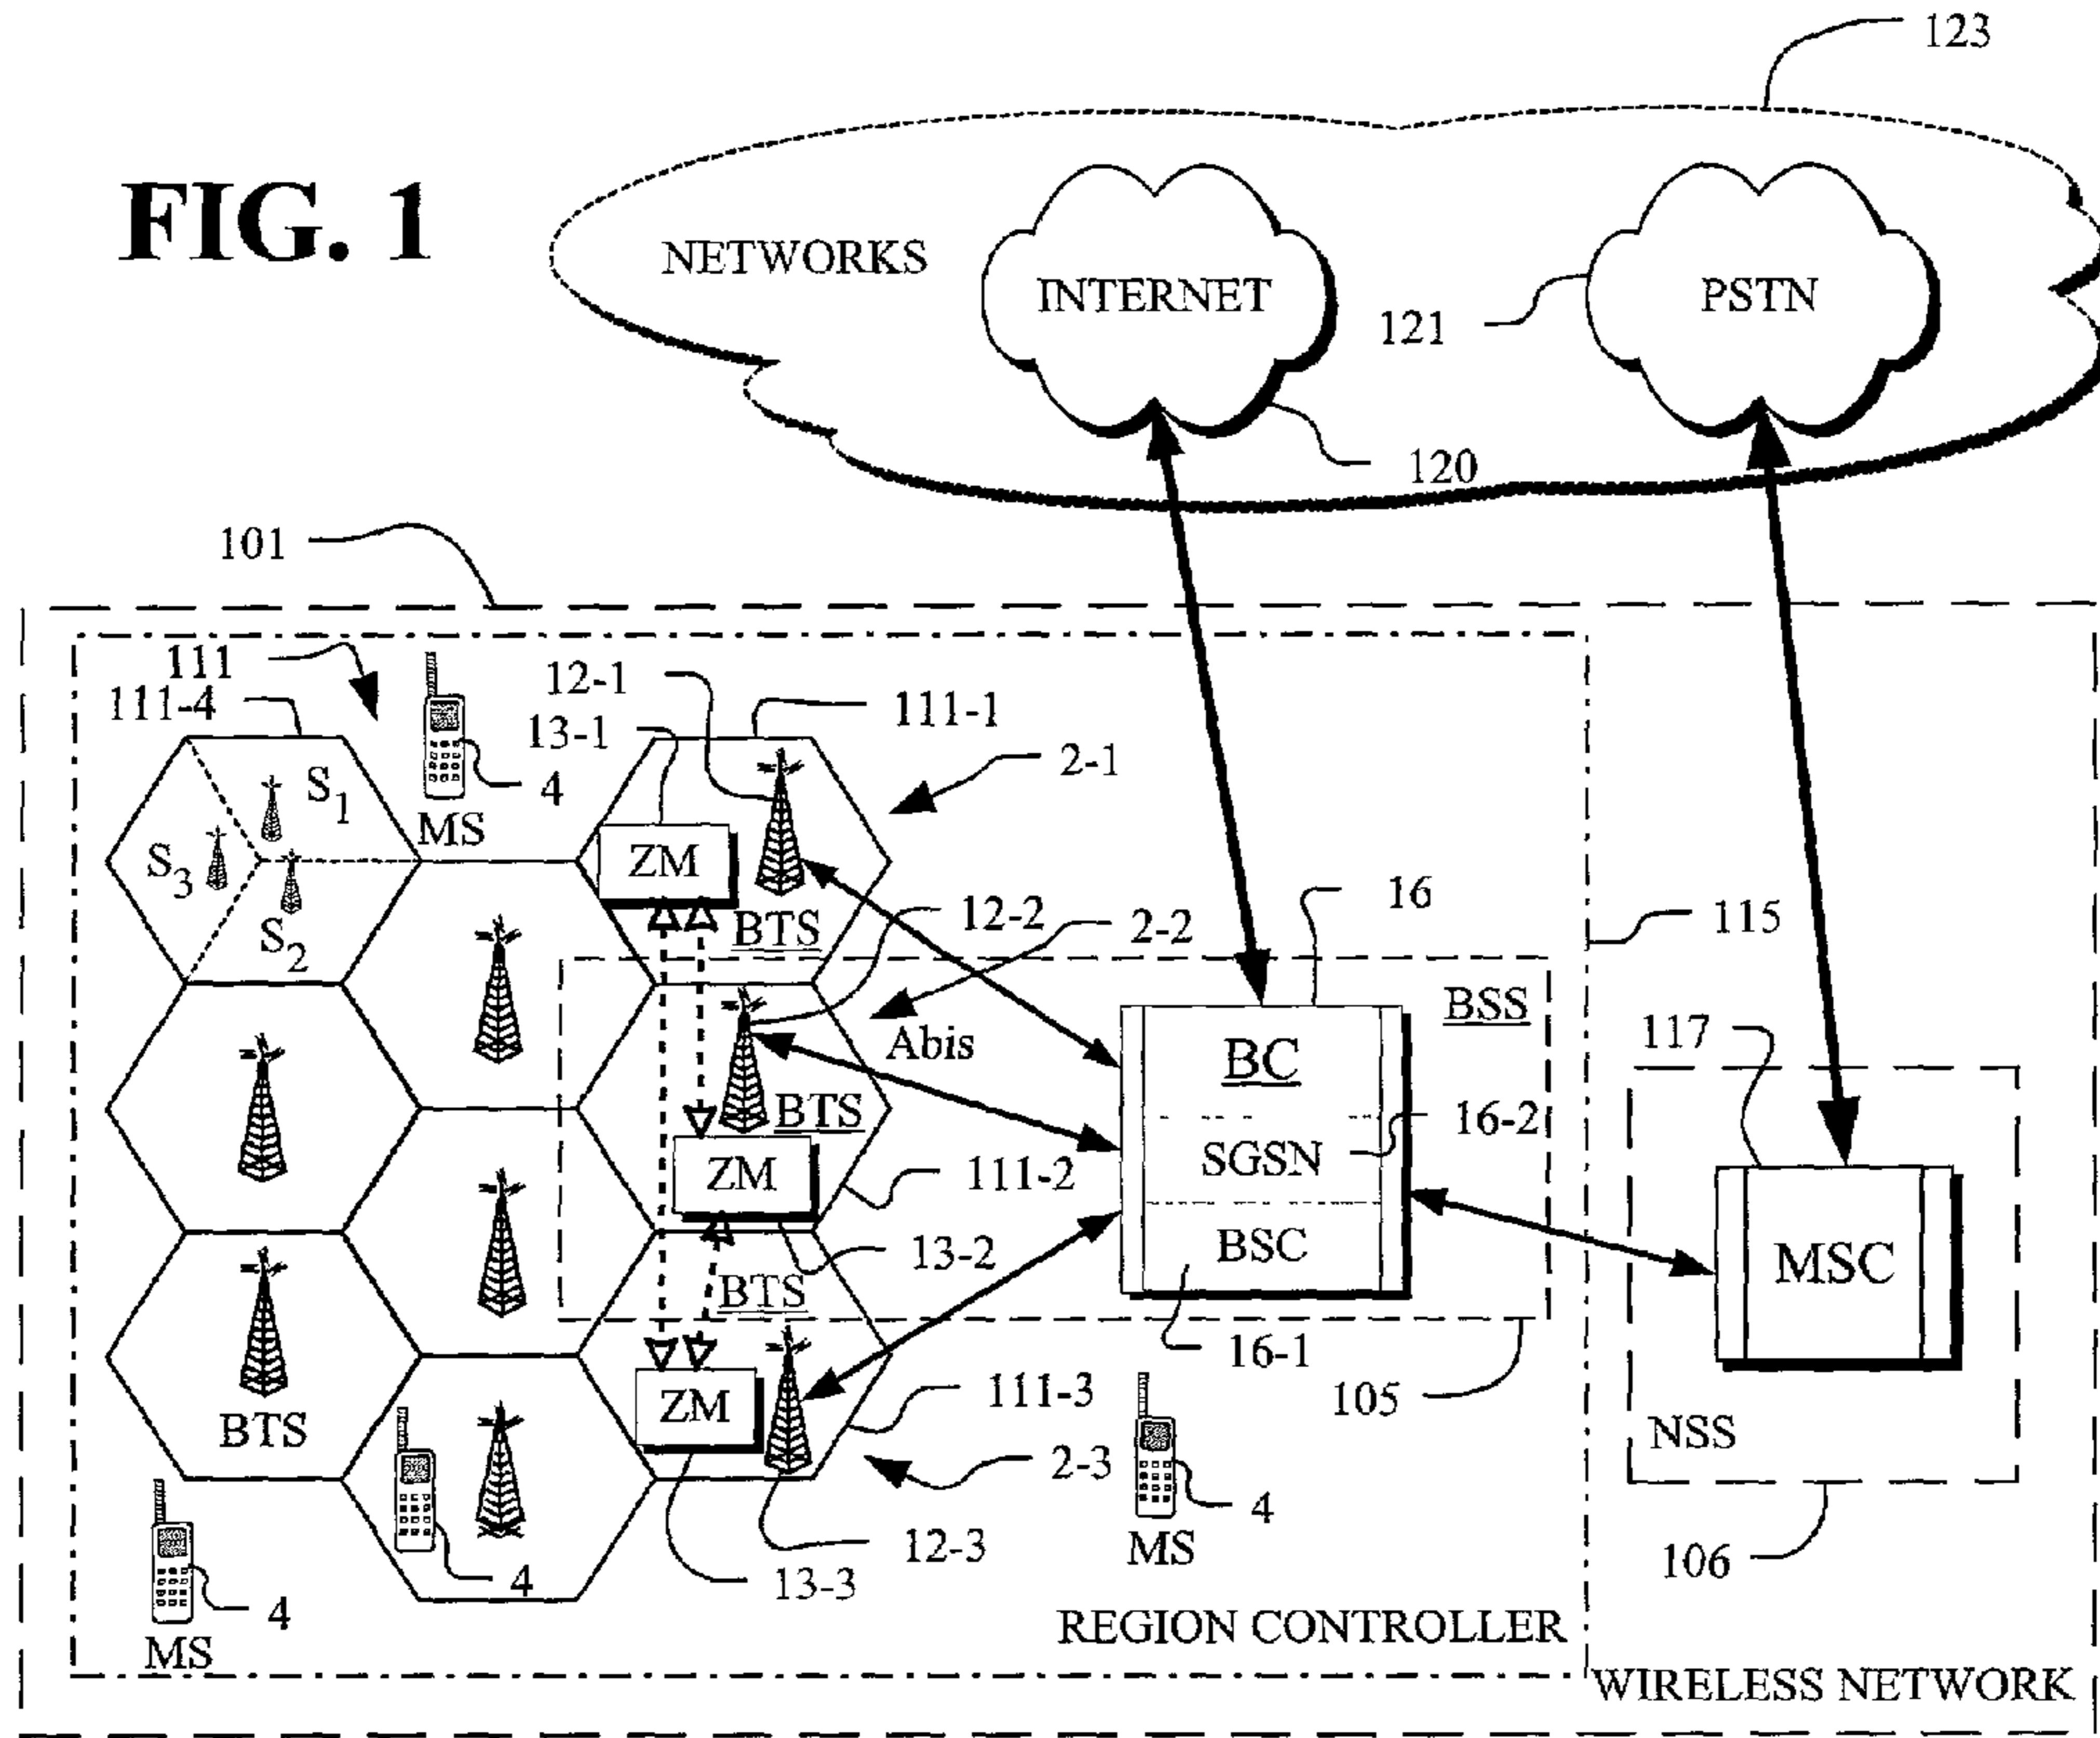 123
FIG. 1
NETWORKS
INTERNET
121
PSTN
120
101
111
12-1
111-4
13-1
111-1
2-1
4
S1
MS
S3
ZM
16
12-2
2-2
115
BTS
S2
BSS
117
Abis
BC
BTS
16-2
SGSN
ZM
111-2
BSC
13-2
MSC
BTS
16-1
111-3
105
ZM
BTS
NSS
2-3
4
12-3
MS
106
4
13-3
4
REGION CONTROLLER
MS
WIRELESS NETWORK